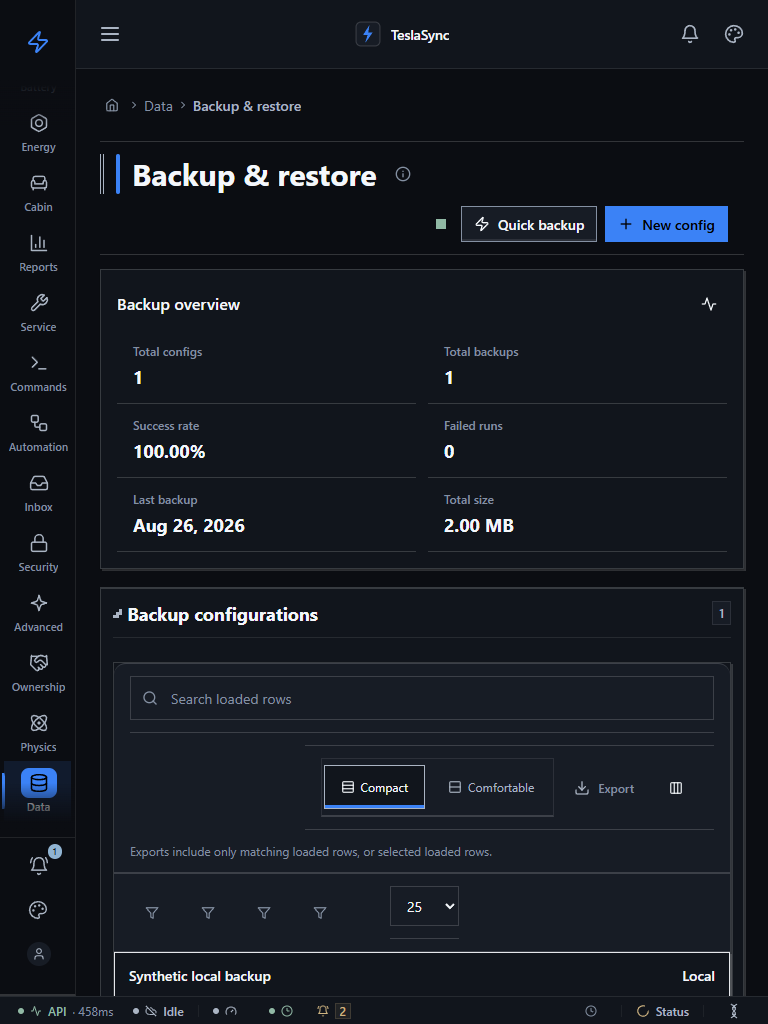 TeslaSync
Data
Backup & restore
Backup & restore
Quick backup
New config
Energy
Cabin
Reports
Service
Commands
Automation
Inbox
Security
Advanced
Ownership
Physics
Data
1
Backup overview
Total configs
1
Total backups
1
Success rate
100.00%
Failed runs
0
Last backup
Aug 26, 2026
Total size
2.00 MB
Backup configurations
1
Search loaded rows
Compact
Comfortable
Export
Exports include only matching loaded rows, or selected loaded rows.
25
Synthetic local backup
Local
API · 458ms
Idle
2
Status